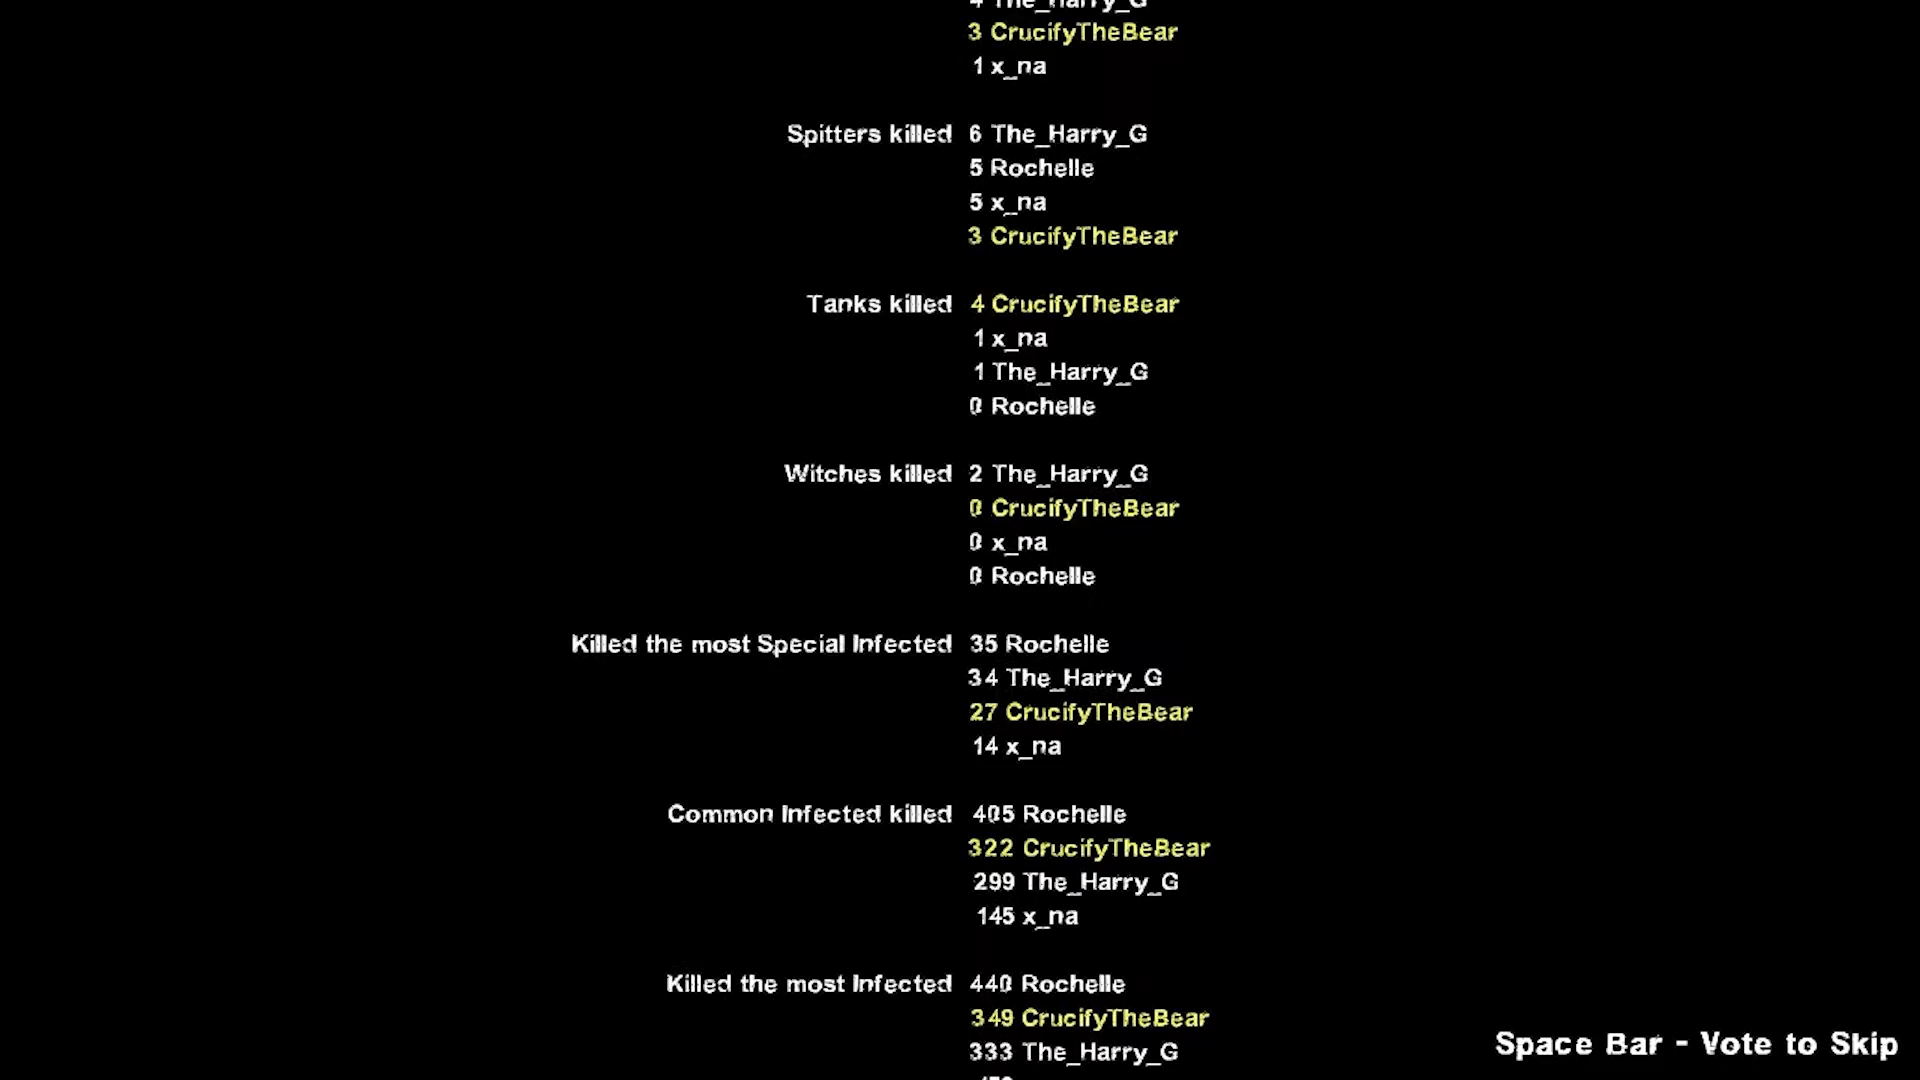 4 The_Harry_G
3 CrucifyTheBear
1 x_na
Spitters killed 6 The_Harry_G
5 Rochelle
5 x_na
3 CrucifyTheBear
Tanks killed 4 CrucifyTheBear
1 x_na
1 The_Harry_G
0 Rochelle
Witches killed 2 The_Harry_G
0 CrucifyTheBear
0 x_na
0 Rochelle
Killed the most Special Infected 35 Rochelle
34 The_Harry_G
27 CrucifyTheBear
14 x_na
Common Infected killed 405 Rochelle
322 CrucifyTheBear
299 The_Harry_G
145 x_na
Killed the most Infected 440 Rochelle
349 CrucifyTheBear
333 The_Harry_G
Space Bar - Vote to Skip